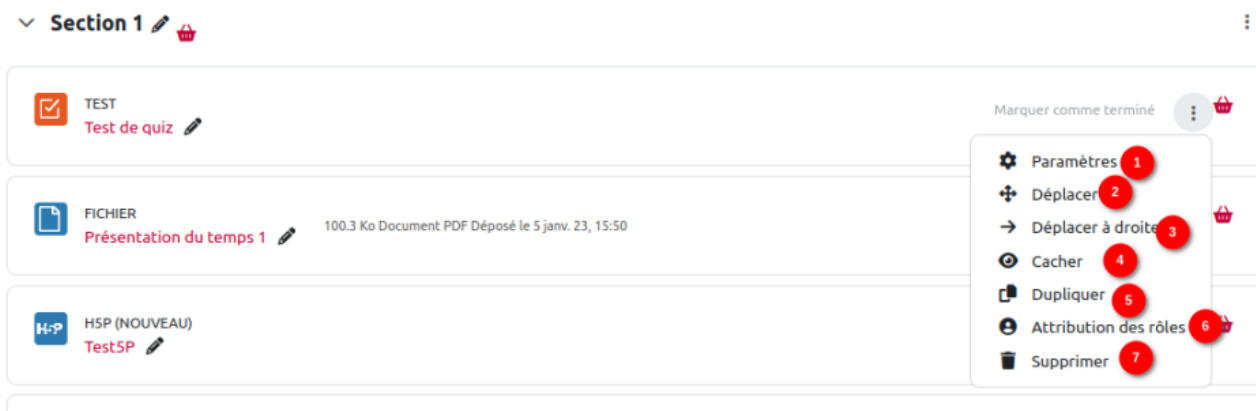 Section 1
TEST
Test de quiz
Marquer comme terminé
Paramètres 1
Déplacer 2
FICHIER
Présentation du temps 1
100.3 Ko Document PDF Déposé le 5 janv. 23, 15:50
Déplacer à droite 3
Cacher 4
Dupliquer 5
H5P (NOUVEAU)
Test5P
H5P
Attribution des rôles 6
Supprimer 7